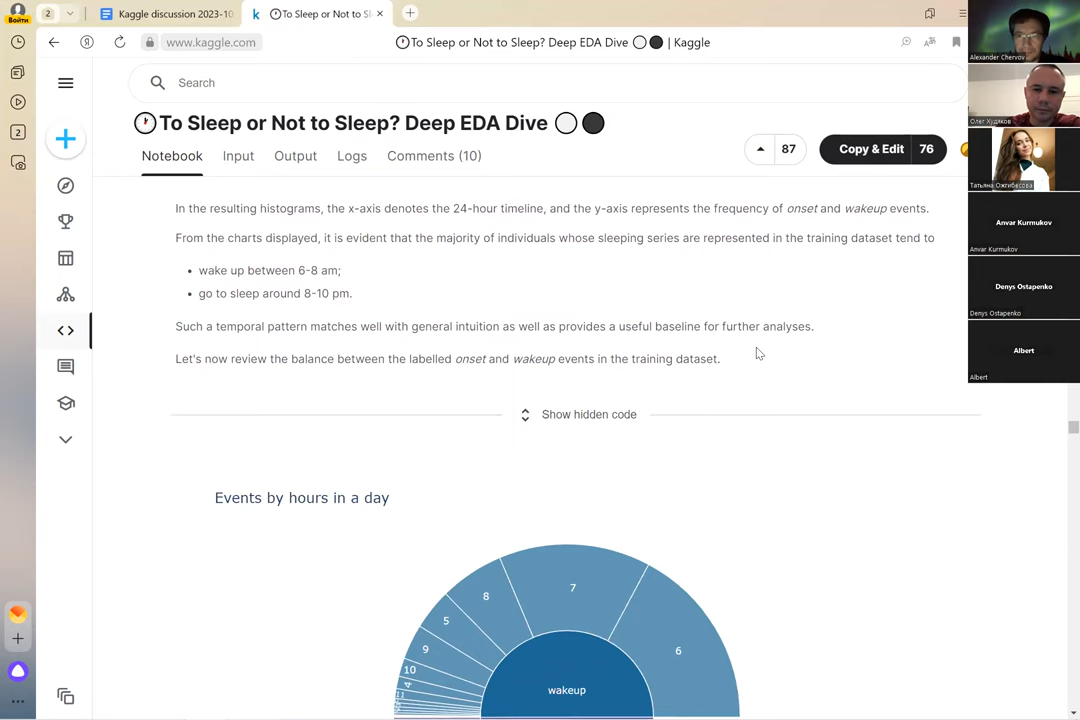 Войти
2
Kaggle discussion 2023-10
To Sleep or Not to Sl
www.kaggle.com
To Sleep or Not to Sleep? Deep EDA Dive | Kaggle
2
Search
To Sleep or Not to Sleep? Deep EDA Dive
Notebook
Input
Output
Logs
Comments (10)
87
Copy & Edit
76
In the resulting histograms, the x-axis denotes the 24-hour timeline, and the y-axis represents the frequency of onset and wakeup events.
From the charts displayed, it is evident that the majority of individuals whose sleeping series are represented in the training dataset tend to
• wake up between 6-8 am;
• go to sleep around 8-10 pm.
Such a temporal pattern matches well with general intuition as well as provides a useful baseline for further analyses.
Let's now review the balance between the labelled onset and wakeup events in the training dataset.
Show hidden code
Events by hours in a day
7
8
5
9
10
4
6
wakeup
Alexander Chervov
Олег Худяков
Татьяна Ожгибесова
Anvar Kurmukov
Anvar Kurmukov
Denys Ostapenko
Denys Ostapenko
Albert
Albert